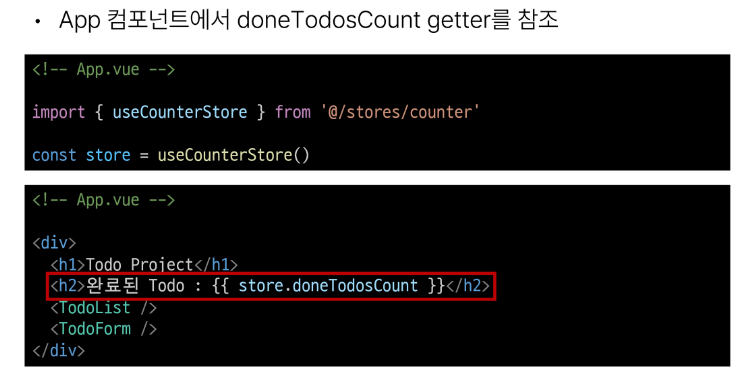 • App 컴포넌트에서 doneTodosCount getter를 참조
<!-- App.vue -->
import { useCounterStore } from '@/stores/counter'
const store = useCounterStore()
<!-- App.vue -->
<div>
<h1>Todo Project</h1>
<h2>완료된 Todo : {{ store.doneTodosCount }}</h2>
<TodoList />
<TodoForm />
</div>